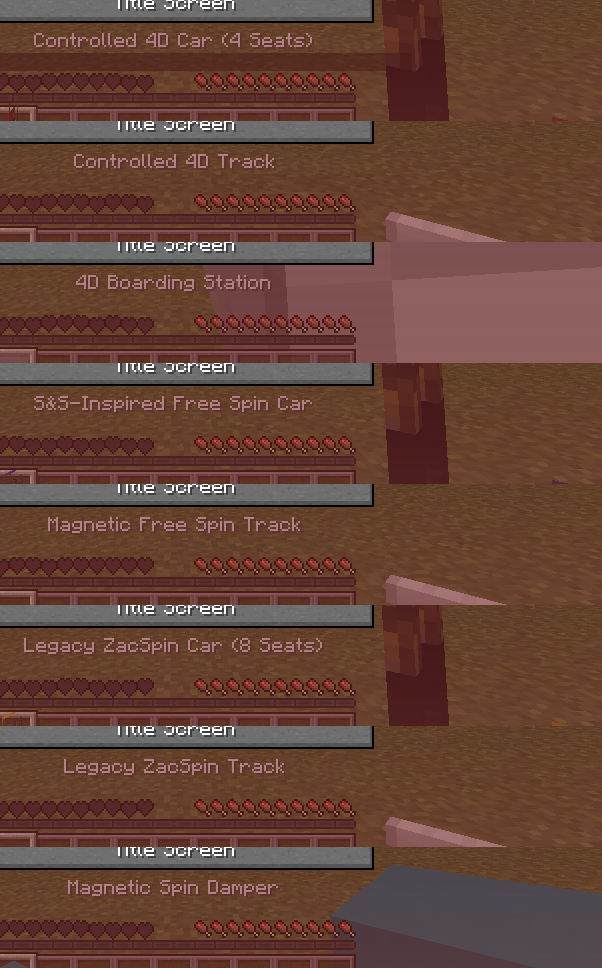 Title Screen
Controlled 4D Car (4 Seats)
Title Screen
Controlled 4D Track
Title Screen
4D Boarding Station
Title Screen
S&S-Inspired Free Spin Car
Title Screen
Magnetic Free Spin Track
Title Screen
Legacy ZacSpin Car (8 Seats)
Title Screen
Legacy ZacSpin Track
Title Screen
Magnetic Spin Damper